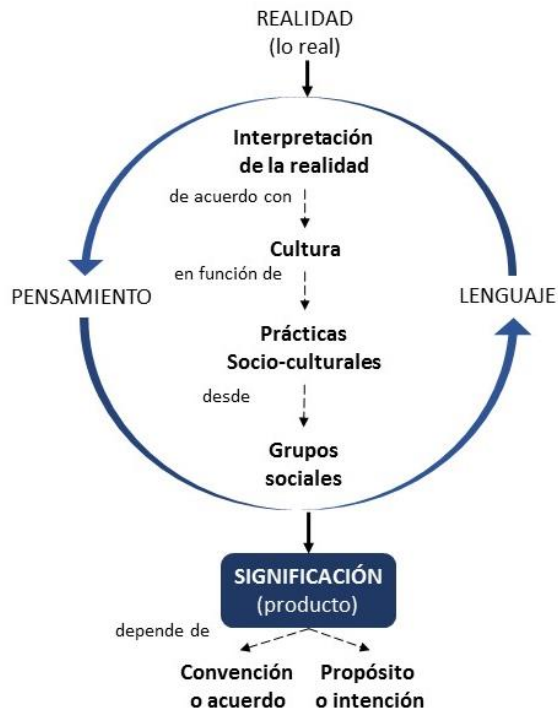 REALIDAD
(lo real)
Interpretación
de la realidad
de acuerdo con
Cultura
en función de
PENSAMIENTO
LENGUAJE
Prácticas
Socio-culturales
desde
Grupos
sociales
SIGNIFICACIÓN
(producto)
depende de
Convención
o acuerdo
Propósito
o intención